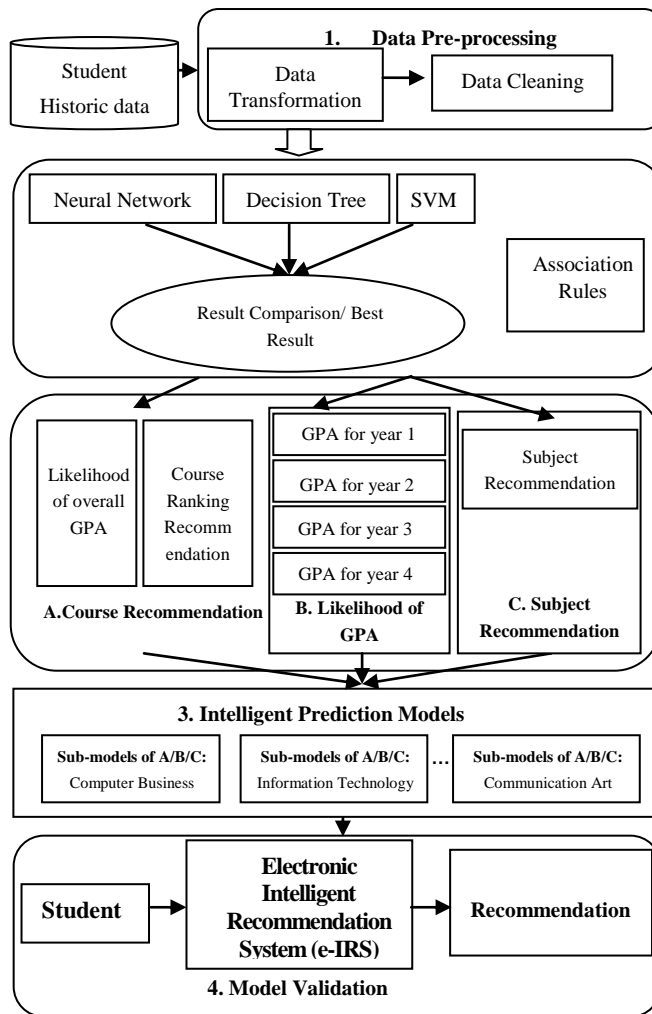 1. Data Pre-processing
Student
Historic data
Data
Transformation
Data Cleaning
Neural Network
Decision Tree
SVM
Association
Rules
Result Comparison/ Best
Result
Likelihood
of overall
GPA
Course
Ranking
Recomm
endation
A.Course Recommendation
GPA for year 1
GPA for year 2
GPA for year 3
GPA for year 4
B. Likelihood of
GPA
Subject
Recommendation
C. Subject
Recommendation
3. Intelligent Prediction Models
Sub-models of A/B/C:
Computer Business
Sub-models of A/B/C:
Information Technology
...
Sub-models of A/B/C:
Communication Art
Student
Electronic
Intelligent
Recommendation
System (e-IRS)
Recommendation
4. Model Validation